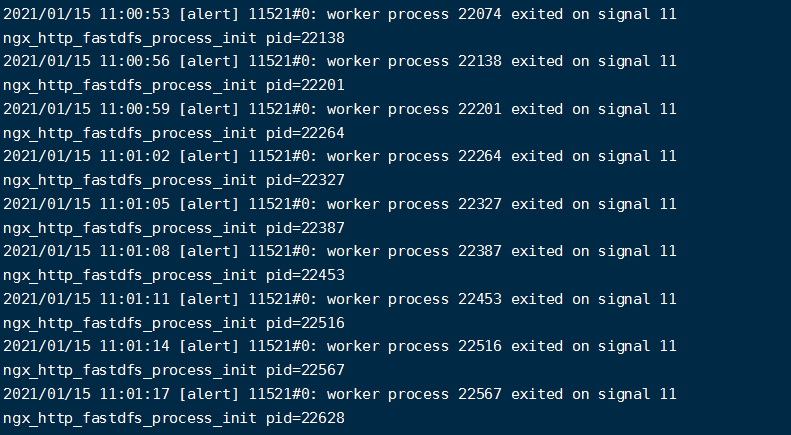 2021/01/15 11:00:53 [alert] 11521#0: worker process 22074 exited on signal 11
ngx_http_fastdfs_process_init pid=22138
2021/01/15 11:00:56 [alert] 11521#0: worker process 22138 exited on signal 11
ngx_http_fastdfs_process_init pid=22201
2021/01/15 11:00:59 [alert] 11521#0: worker process 22201 exited on signal 11
ngx_http_fastdfs_process_init pid=22264
2021/01/15 11:01:02 [alert] 11521#0: worker process 22264 exited on signal 11
ngx_http_fastdfs_process_init pid=22327
2021/01/15 11:01:05 [alert] 11521#0: worker process 22327 exited on signal 11
ngx_http_fastdfs_process_init pid=22387
2021/01/15 11:01:08 [alert] 11521#0: worker process 22387 exited on signal 11
ngx_http_fastdfs_process_init pid=22453
2021/01/15 11:01:11 [alert] 11521#0: worker process 22453 exited on signal 11
ngx_http_fastdfs_process_init pid=22516
2021/01/15 11:01:14 [alert] 11521#0: worker process 22516 exited on signal 11
ngx_http_fastdfs_process_init pid=22567
2021/01/15 11:01:17 [alert] 11521#0: worker process 22567 exited on signal 11
ngx_http_fastdfs_process_init pid=22628